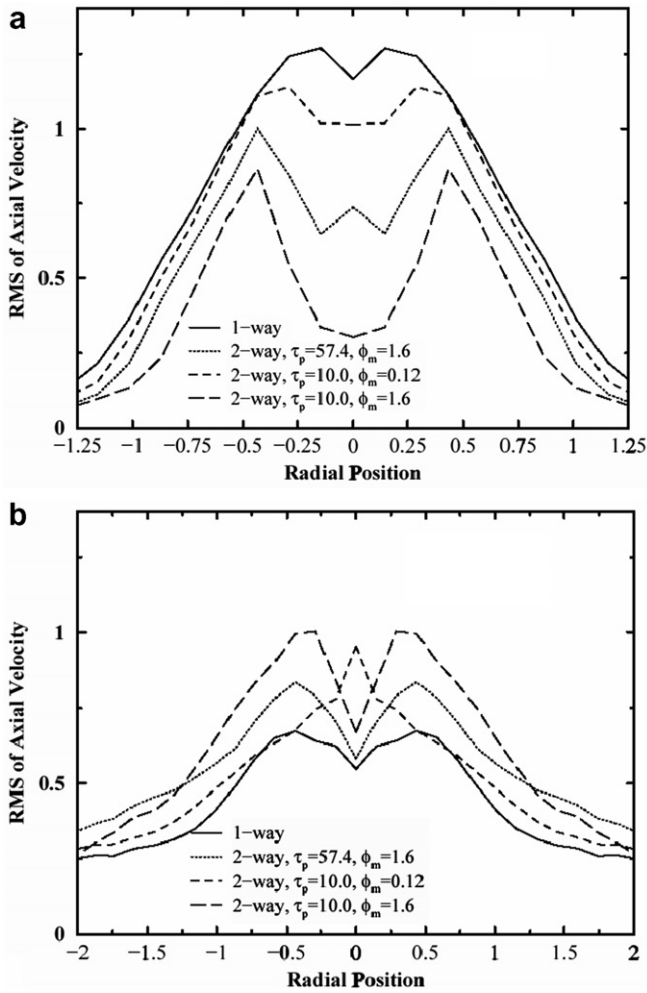 a
RMS of Axial Velocity
1
0.5
0
1-way
2-way, τp=57.4, ϕm=1.6
2-way, τp=10.0, ϕm=0.12
2-way, τp=10.0, ϕm=1.6
−1.25 −1 −0.75 −0.5 −0.25 0 0.25 0.5 0.75 1 1.25
Radial Position
b
RMS of Axial Velocity
1
0.5
0
1-way
2-way, τp=57.4, ϕm=1.6
2-way, τp=10.0, ϕm=0.12
2-way, τp=10.0, ϕm=1.6
−2 −1.5 −1 −0.5 0 0.5 1 1.5 2
Radial Position